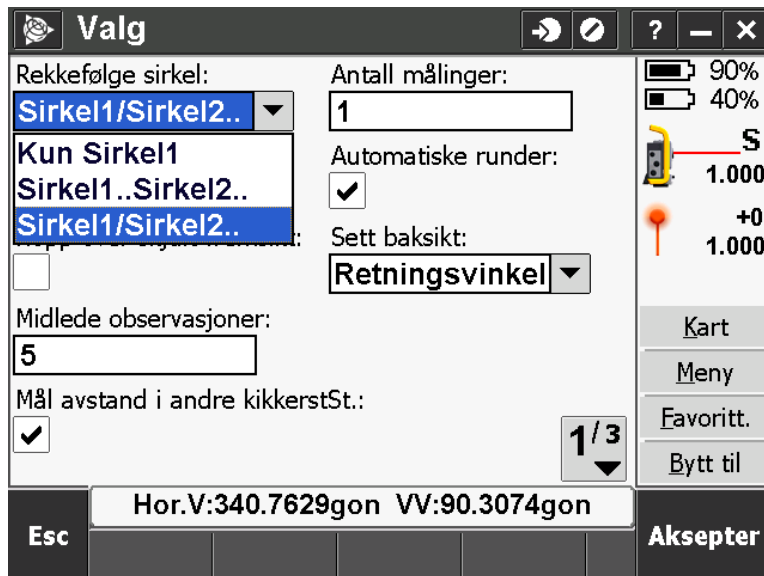 Valg
?
Rekkefølge sirkel:
Sirkel1/Sirkel2..
Kun Sirkel1
Sirkel1..Sirkel2..
Sirkel1/Sirkel2..
Antall målinger:
1
Automatiske runder:
Sett baksikt:
Retningsvinkel
Midlede observasjoner:
5
Mål avstand i andre kikkerstSt.:
1/3
90%
40%
S
1.000
+0
1.000
Kart
Meny
Favoritt.
Bytt til
Hor.V:340.7629gon VV:90.3074gon
Esc
Aksepter